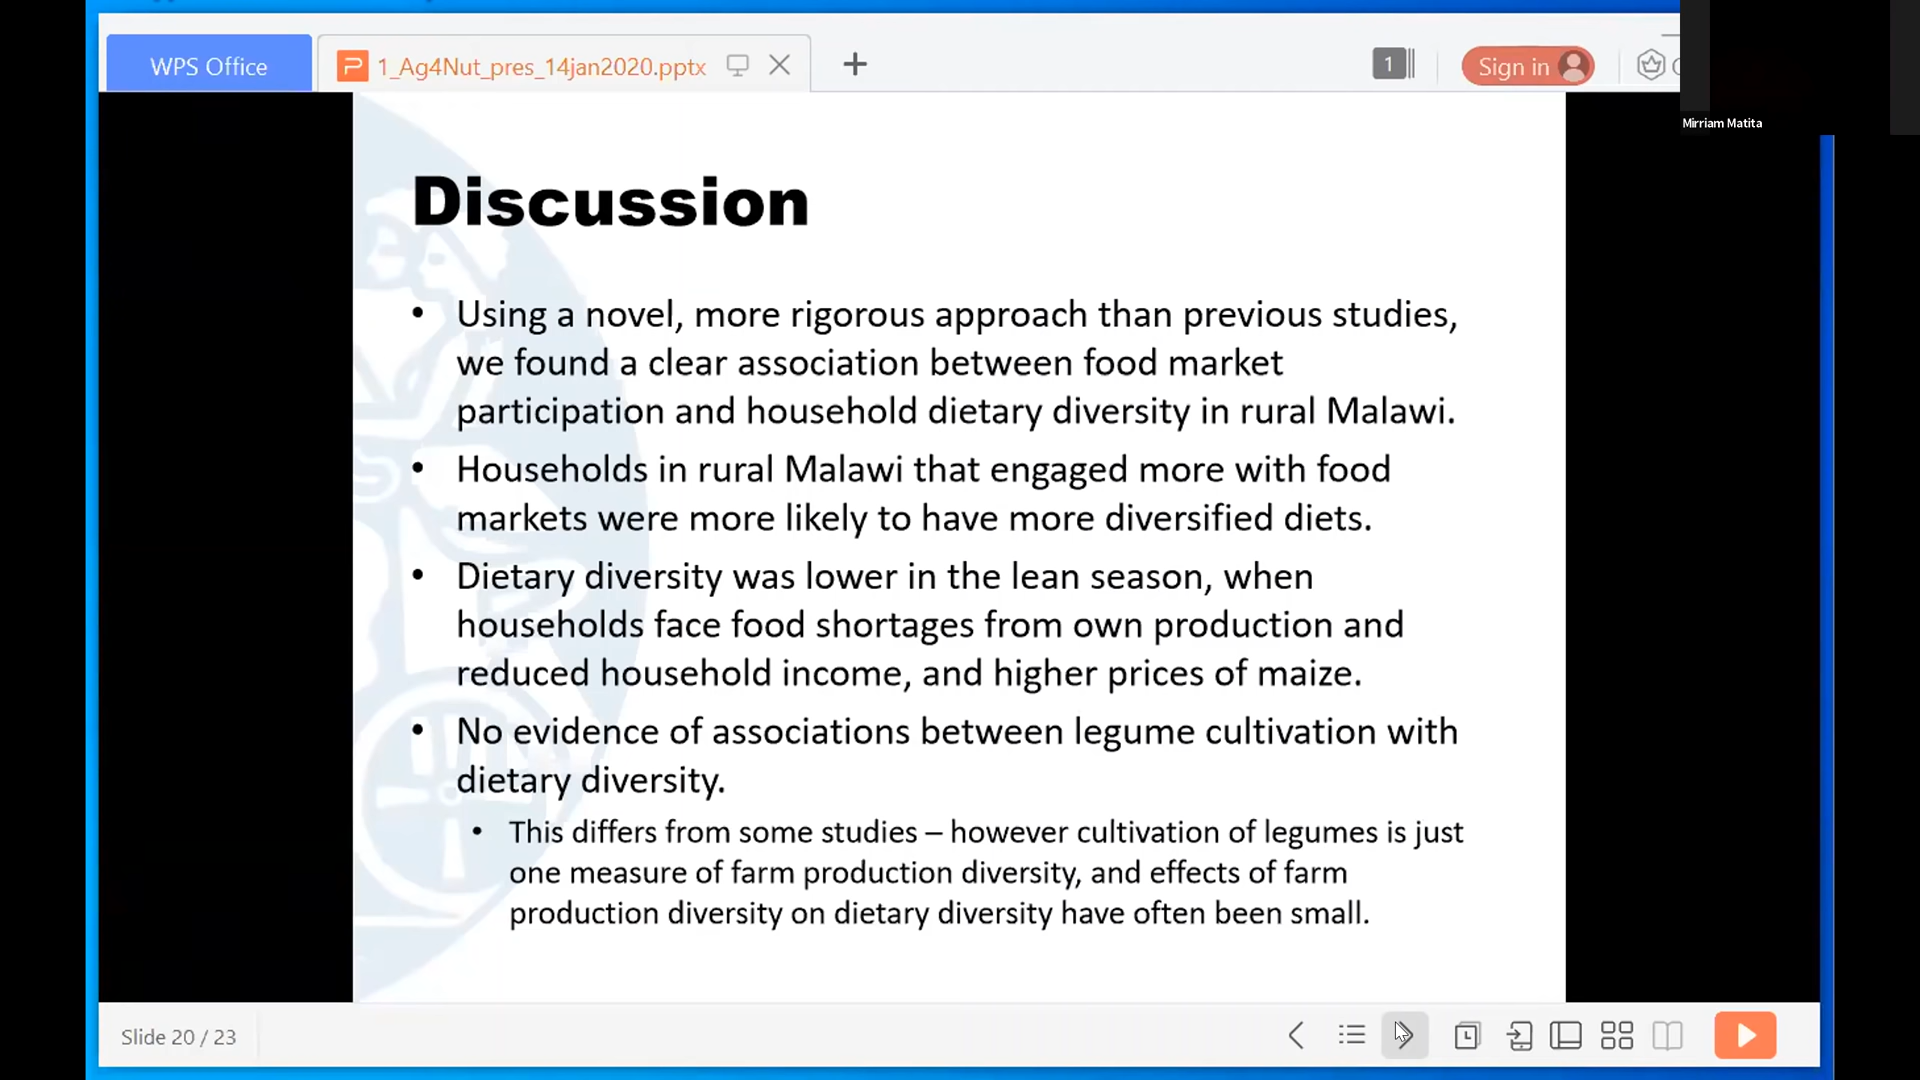 WPS Office
1_Ag4Nut_pres_14jan2020.pptx
1
Sign in
Mirriam Matita
Discussion
• Using a novel, more rigorous approach than previous studies,
we found a clear association between food market
participation and household dietary diversity in rural Malawi.
• Households in rural Malawi that engaged more with food
markets were more likely to have more diversified diets.
• Dietary diversity was lower in the lean season, when
households face food shortages from own production and
reduced household income, and higher prices of maize.
• No evidence of associations between legume cultivation with
dietary diversity.
• This differs from some studies – however cultivation of legumes is just
one measure of farm production diversity, and effects of farm
production diversity on dietary diversity have often been small.
Slide 20 / 23